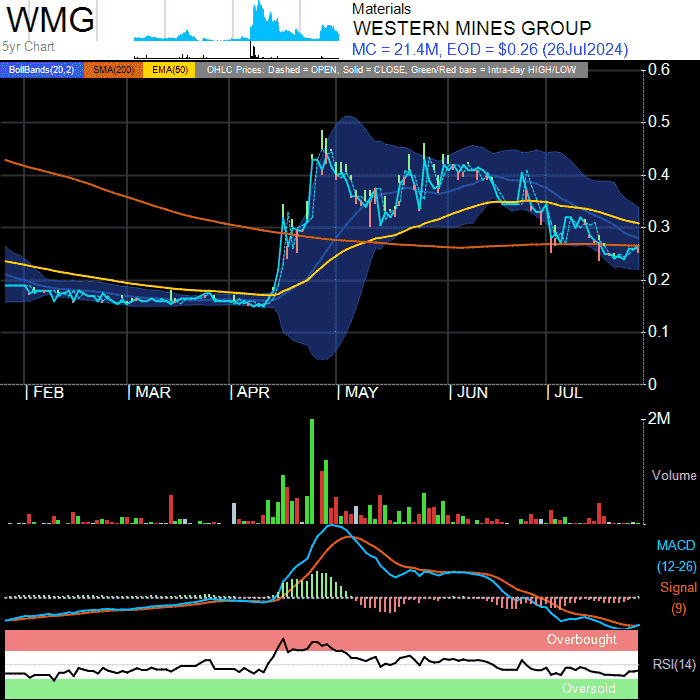 WMG
5yr Chart
Materials
WESTERN MINES GROUP
MC = 21.4M, EOD = $0.26 (26Jul2024)
BollBands(20,2) SMA(200) EMA(50) OHLC Prices: Dashed = OPEN, Solid = CLOSE, Green/Red bars = Intra-day HIGH/LOW
0.6
0.5
0.4
0.3
0.2
0.1
0
FEB MAR APR MAY JUN JUL
2M
Volume
MACD
(12-26)
Signal
(9)
Overbought
RSI(14)
Oversold